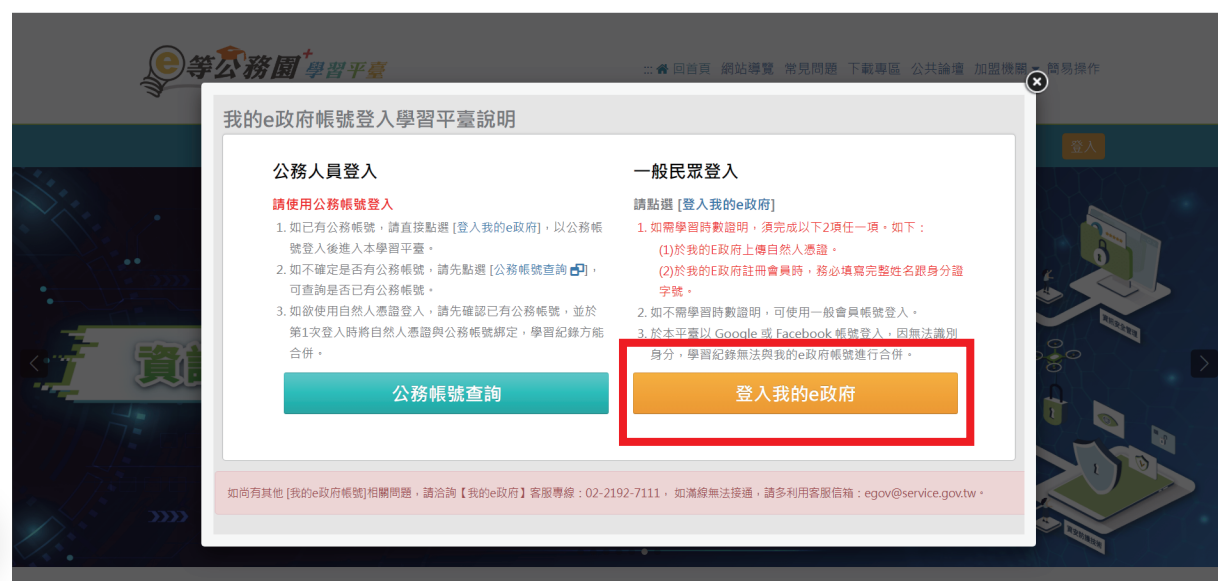 e等公務園+學習平臺
::: 回首頁 網站導覽 常見問題 下載專區 公共論壇 加盟機關 簡易操作
登入
我的e政府帳號登入學習平臺說明
公務人員登入
請使用公務帳號登入
1. 如已有公務帳號，請直接點選 [登入我的e政府]，以公務帳
號登入後進入本學習平臺。
2. 如不確定是否有公務帳號，請先點選 [公務帳號查詢]，
可查詢是否已有公務帳號。
3. 如欲使用自然人憑證登入，請先確認已有公務帳號，並於
第1次登入時將自然人憑證與公務帳號綁定，學習紀錄方能
合併。
公務帳號查詢
一般民眾登入
請點選 [登入我的e政府]
1. 如需學習時數證明，須完成以下2項任一項。如下：
(1)於我的E政府上傳自然人憑證。
(2)於我的E政府註冊會員時，務必填寫完整姓名跟身分證
字號。
2. 如不需學習時數證明，可使用一般會員帳號登入。
3. 於本平臺以 Google 或 Facebook 帳號登入，因無法識別
身分，學習紀錄無法與我的e政府帳號進行合併。
登入我的e政府
如尚有其他 [我的e政府帳號]相關問題，請洽詢【我的e政府】客服專線：02-2192-7111， 如滿線無法接通，請多利用客服信箱：egov@service.gov.tw。
資訊安全管理
資安防護技術